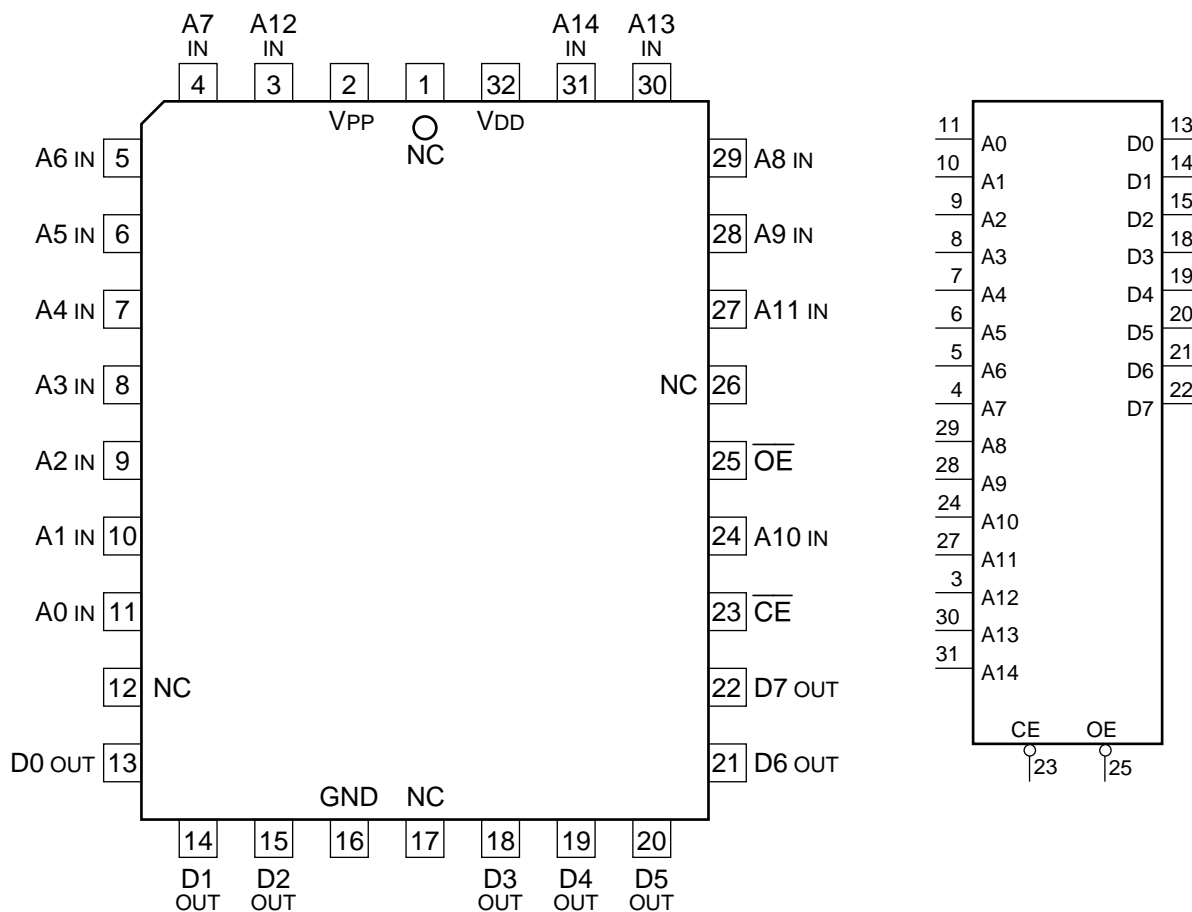 A7 A12 A14 A13
IN IN IN IN
4 3 2 1 32 31 30
VPP VDD
NC
A6 IN 5 29 A8 IN
A5 IN 6 28 A9 IN
A4 IN 7 27 A11 IN
A3 IN 8 NC 26
A2 IN 9 25 OE
A1 IN 10 24 A10 IN
A0 IN 11 23 CE
12 NC 22 D7 OUT
D0 OUT 13 21 D6 OUT
GND NC
14 15 16 17 18 19 20
D1 D2 D3 D4 D5
OUT OUT OUT OUT OUT
11 13
A0 D0
10 14
A1 D1
9 15
A2 D2
8 18
A3 D3
7 19
A4 D4
6 20
A5 D5
5 21
A6 D6
4 22
A7 D7
29
A8
28
A9
24
A10
27
A11
3
A12
30
A13
31
A14
CE OE
23 25